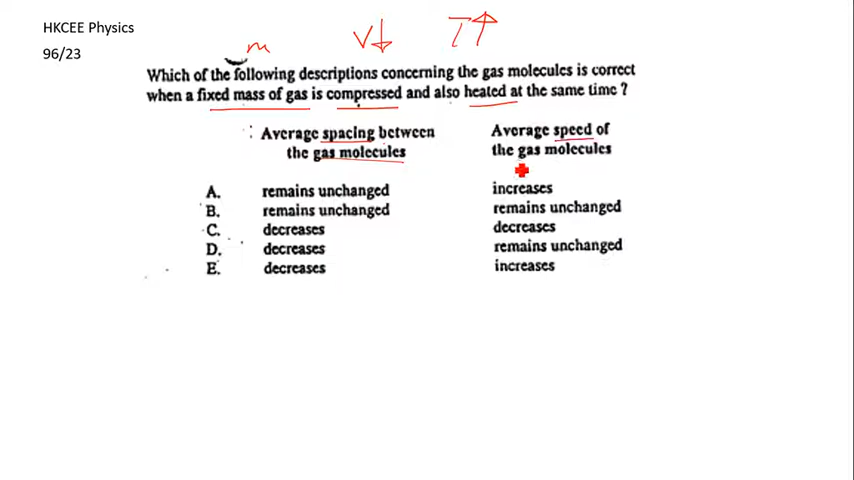 HKCEE Physics
96/23
m V↓ T↑
Which of the following descriptions concerning the gas molecules is correct
when a fixed mass of gas is compressed and also heated at the same time ?
Average spacing between
the gas molecules
Average speed of
the gas molecules
A. remains unchanged increases
B. remains unchanged remains unchanged
C. decreases decreases
D. decreases remains unchanged
E. decreases increases